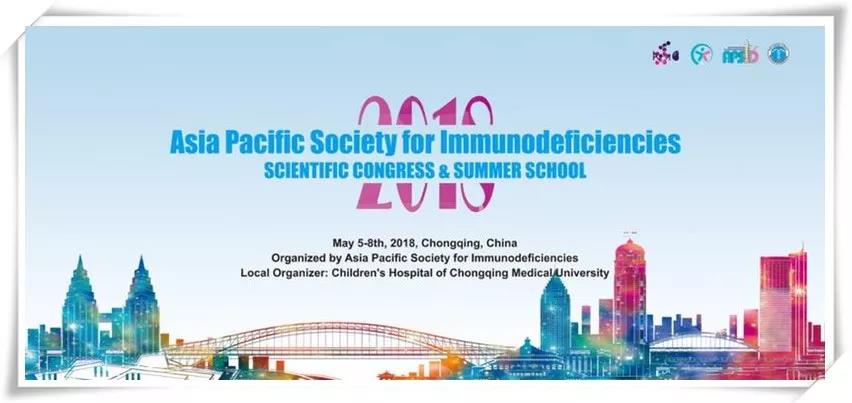 APSID
2018
Asia Pacific Society for Immunodeficiencies
SCIENTIFIC CONGRESS & SUMMER SCHOOL
May 5-8th, 2018, Chongqing, China
Organized by Asia Pacific Society for Immunodeficiencies
Local Organizer: Children's Hospital of Chongqing Medical University